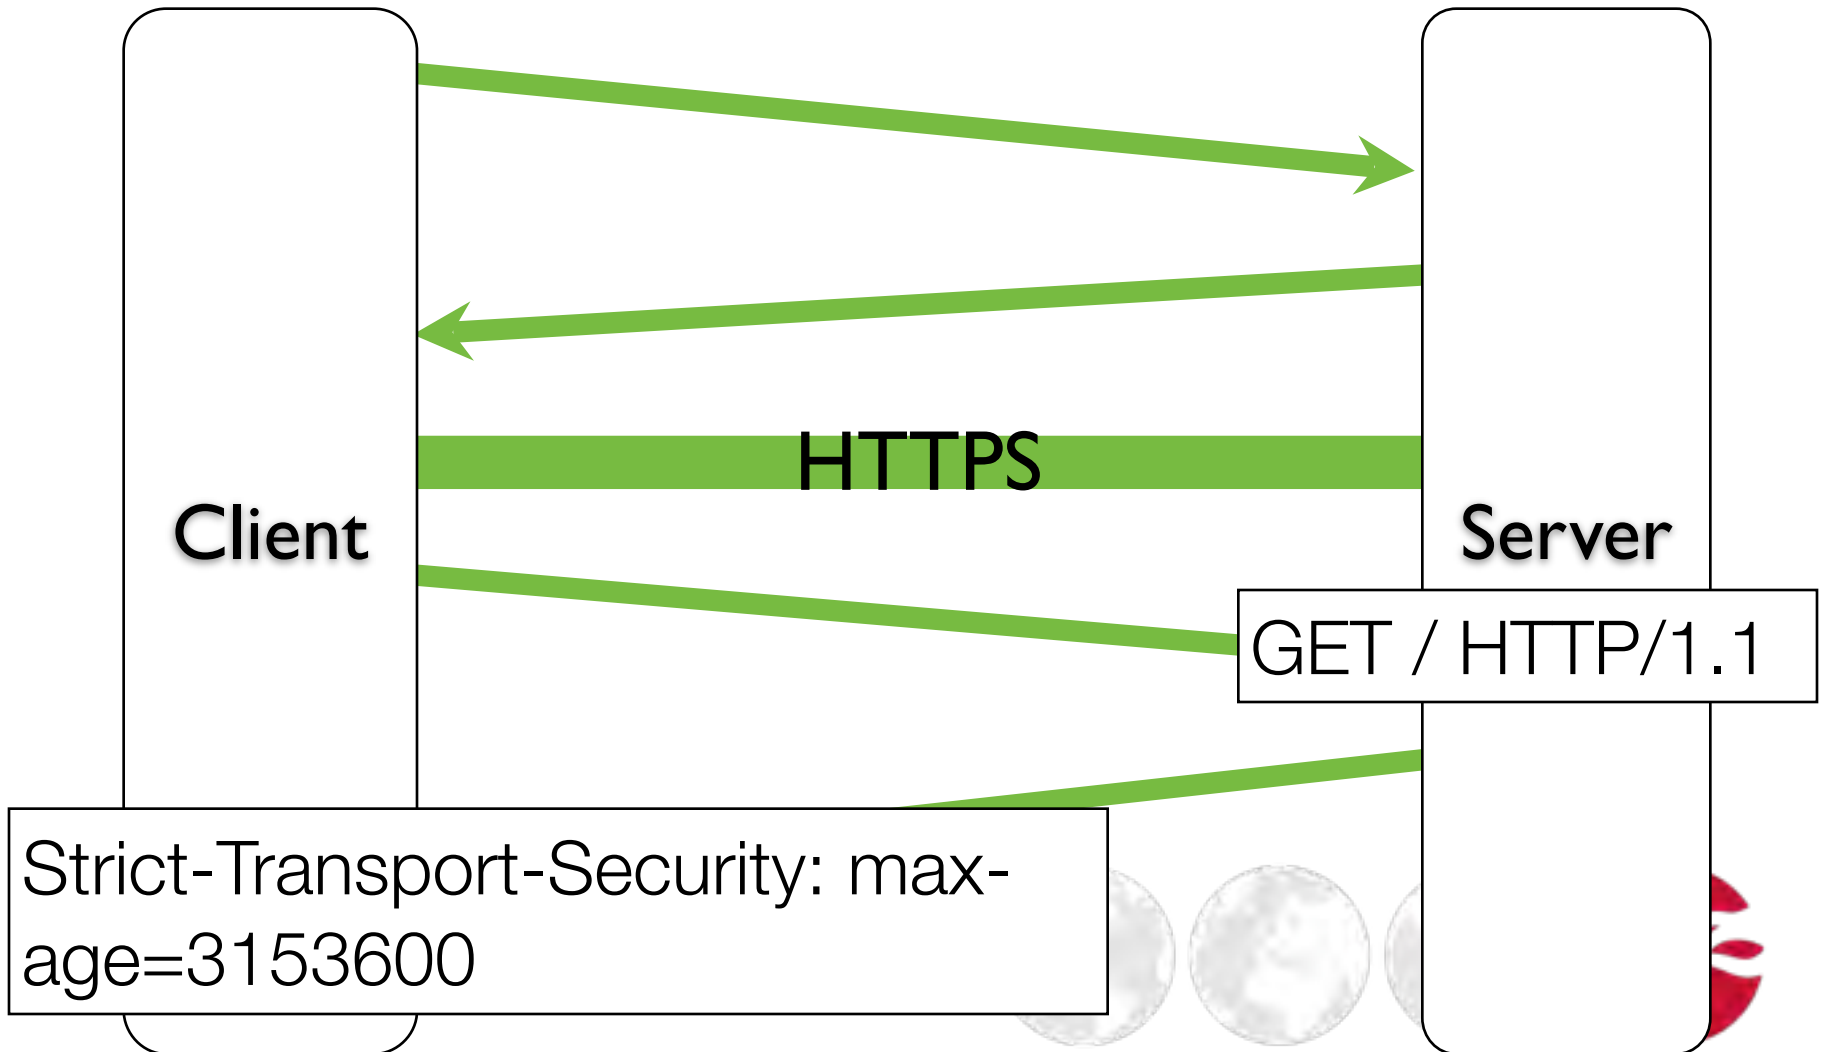 HTTPS
Client
Server
GET / HTTP/1.1
Strict-Transport-Security: max-
age=3153600